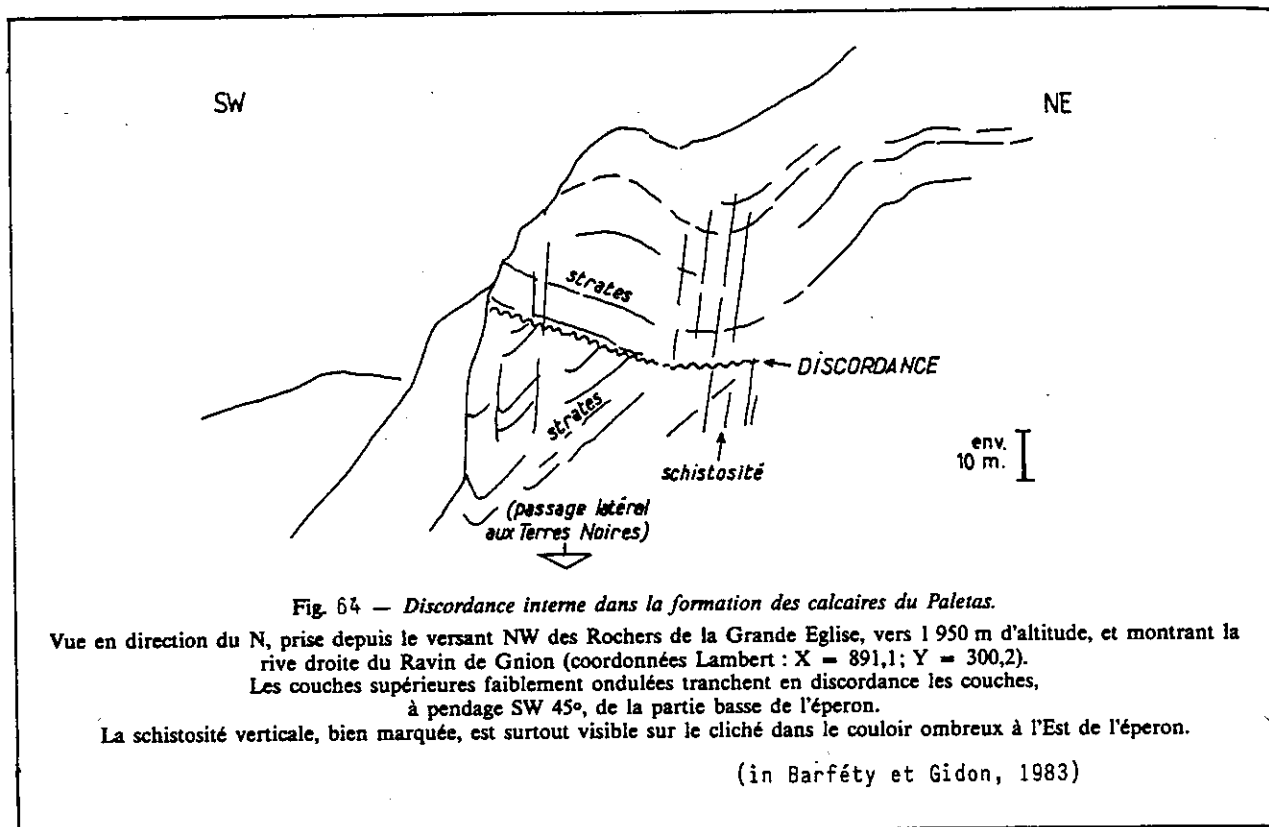 SW
NE
strates
DISCORDANCE
strates
schistosité
env.
10 m.
(passage latéral
aux Terres Noires)
Fig. 64 — Discordance interne dans la formation des calcaires du Paletas.
Vue en direction du N, prise depuis le versant NW des Rochers de la Grande Eglise, vers 1 950 m d'altitude, et montrant la
rive droite du Ravin de Gnion (coordonnées Lambert : X = 891,1; Y = 300,2).
Les couches supérieures faiblement ondulées tranchent en discordance les couches,
à pendage SW 45º, de la partie basse de l'éperon.
La schistosité verticale, bien marquée, est surtout visible sur le cliché dans le couloir ombreux à l'Est de l'éperon.
(in Barféty et Gidon, 1983)